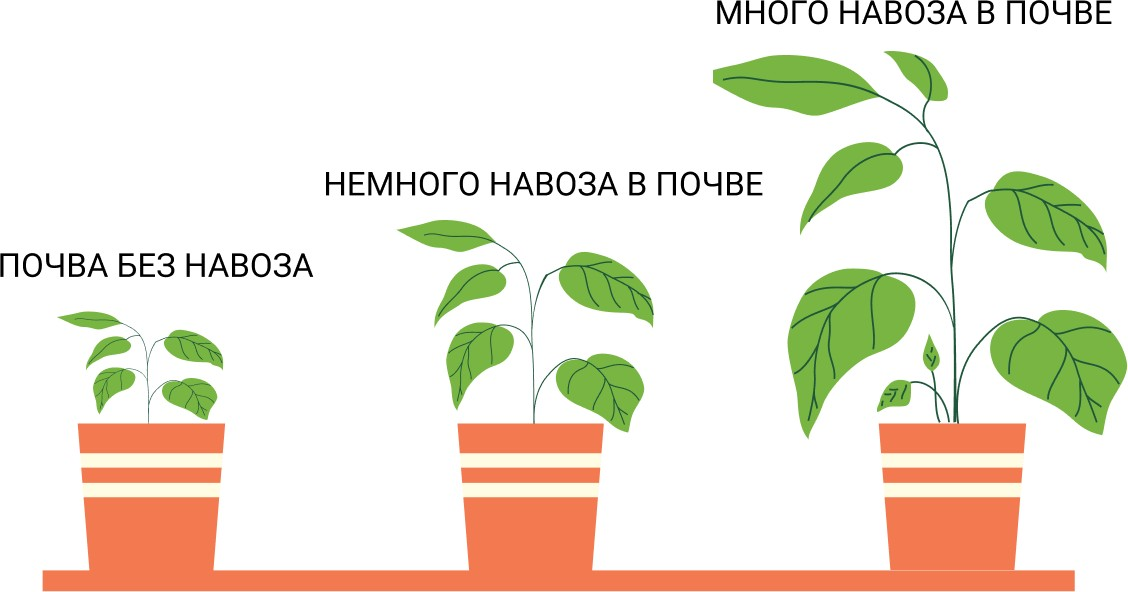 МНОГО НАВОЗА В ПОЧВЕ
НЕМНОГО НАВОЗА В ПОЧВЕ
ПОЧВА БЕЗ НАВОЗА